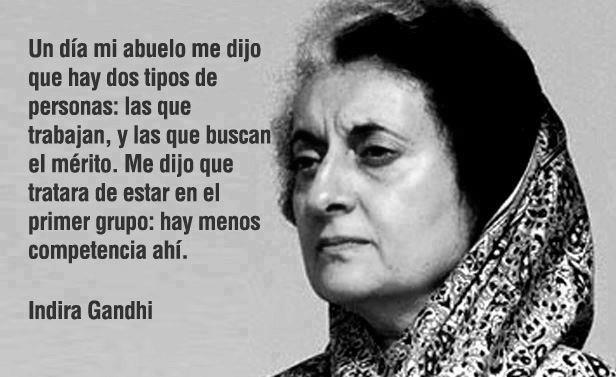 Un día mi abuelo me dijo
que hay dos tipos de
personas: las que
trabajan, y las que buscan
el mérito. Me dijo que
tratara de estar en el
primer grupo: hay menos
competencia ahí.
Indira Gandhi